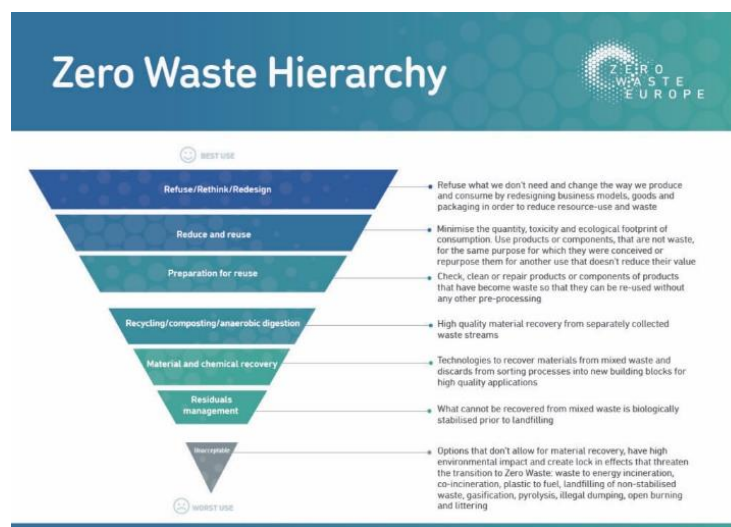 Zero Waste Hierarchy
ZERO
WASTE
EUROPE
BEST USE
Refuse/Rethink/Redesign
Refuse what we don't need and change the way we produce
and consume by redesigning business models, goods and
packaging in order to reduce resource-use and waste
Reduce and reuse
Minimise the quantity, toxicity and ecological footprint of
consumption. Use products or components, that are not waste,
for the same purpose for which they were conceived or
repurpose them for another use that doesn't reduce their value
Preparation for reuse
Check, clean or repair products or components of products
that have become waste so that they can be re-used without
any other pre-processing
Recycling/composting/anaerobic digestion
High quality material recovery from separately collected
waste streams
Material and chemical recovery
Technologies to recover materials from mixed waste and
discards from sorting processes into new building blocks for
high quality applications
Residuals
management
What cannot be recovered from mixed waste is biologically
stabilised prior to landfilling
Unacceptable
Options that don't allow for material recovery, have high
environmental impact and create lock in effects that threaten
the transition to Zero Waste: waste to energy incineration,
co-incineration, plastic to fuel, landfilling of non-stabilised
waste, gasification, pyrolysis, illegal dumping, open burning
and littering
WORST USE